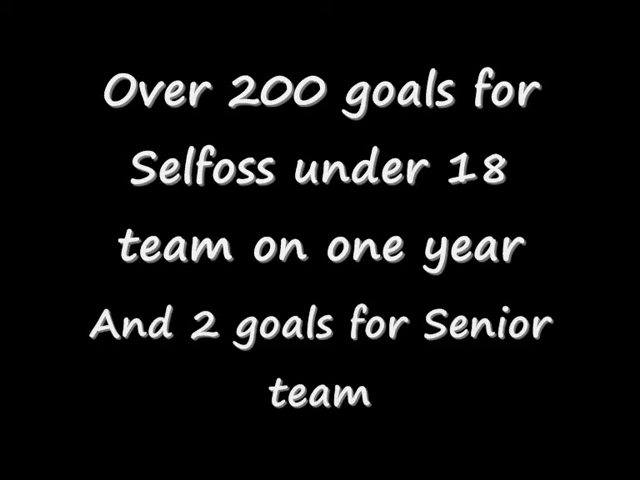 Over 200 goals for
Selfoss under 18
team on one year
And 2 goals for Senior
team